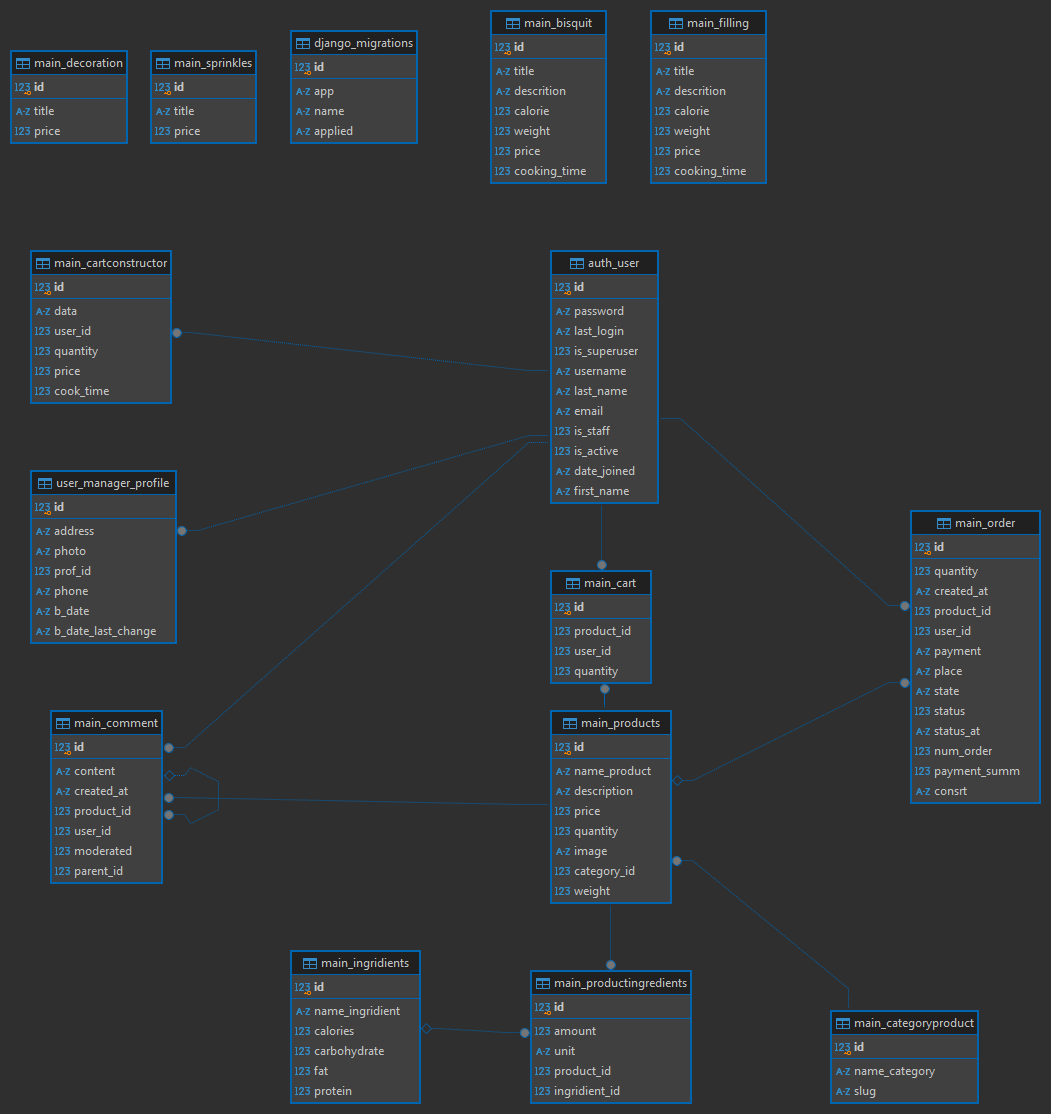 main_decoration
123 id
A-Z title
123 price
main_sprinkles
123 id
A-Z title
123 price
django_migrations
123 id
A-Z app
A-Z name
A-Z applied
main_bisquit
123 id
A-Z title
A-Z descrition
123 calorie
123 weight
123 price
123 cooking_time
main_filling
123 id
A-Z title
A-Z descrition
123 calorie
123 weight
123 price
123 cooking_time
main_cartconstructor
123 id
A-Z data
123 user_id
123 quantity
123 price
123 cook_time
auth_user
123 id
A-Z password
A-Z last_login
123 is_superuser
A-Z username
A-Z last_name
A-Z email
123 is_staff
123 is_active
A-Z date_joined
A-Z first_name
user_manager_profile
123 id
A-Z address
A-Z photo
123 prof_id
A-Z phone
A-Z b_date
A-Z b_date_last_change
main_order
123 id
123 quantity
A-Z created_at
123 product_id
123 user_id
A-Z payment
A-Z place
A-Z state
123 status
A-Z status_at
123 num_order
123 payment_summ
A-Z consrt
main_cart
123 id
123 product_id
123 user_id
123 quantity
main_comment
123 id
A-Z content
A-Z created_at
123 product_id
123 user_id
123 moderated
123 parent_id
main_products
123 id
A-Z name_product
A-Z description
123 price
123 quantity
A-Z image
123 category_id
123 weight
main_ingridients
123 id
A-Z name_ingridient
123 calories
123 carbohydrate
123 fat
123 protein
main_productingredients
123 id
123 amount
A-Z unit
123 product_id
123 ingridient_id
main_categoryproduct
123 id
A-Z name_category
A-Z slug